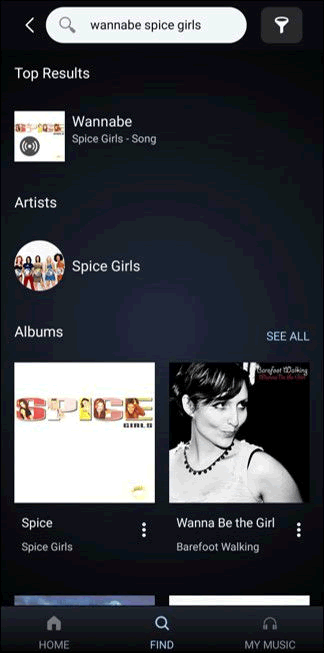 wannabe spice girls
Top Results
Wannabe
Spice Girls - Song
Artists
Spice Girls
Albums
SEE ALL
SPICE
GIRLS
Barefoot Walking
Wanna Be the Girl
Spice
Spice Girls
Wanna Be the Girl
Barefoot Walking
HOME
FIND
MY MUSIC